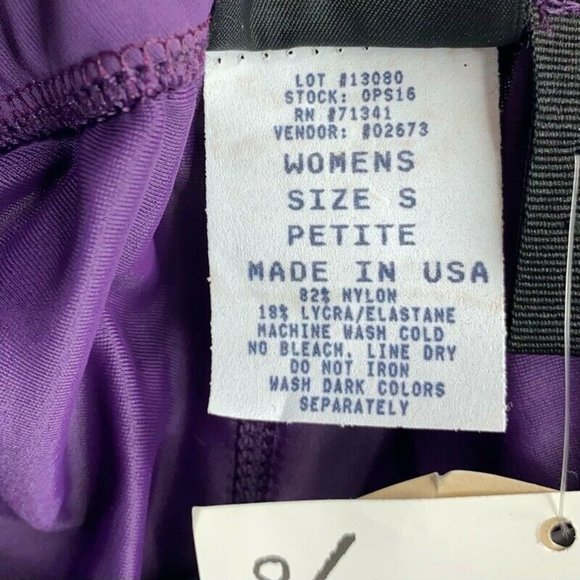 LOT #13080
STOCK: OPS16
RN #71341
VENDOR: #02673
WOMENS
SIZE S
PETITE
MADE IN USA
82% NYLON
18% LYCRA/ELASTANE
MACHINE WASH COLD
NO BLEACH. LINE DRY
DO NOT IRON
WASH DARK COLORS
SEPARATELY